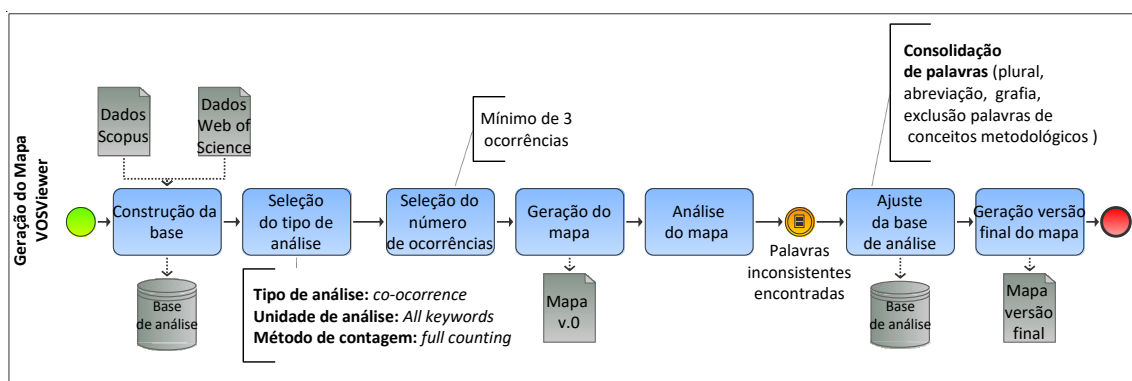 Geração do Mapa
VOSViewer
Dados
Scopus
Dados
Web of
Science
Construção da
base
Base
de análise
Seleção
do tipo de
análise
Tipo de análise: co-ocorrence
Unidade de análise: All keywords
Método de contagem: full counting
Mínimo de 3
ocorrências
Seleção do
número
de ocorrências
Geração do
mapa
Mapa
v.0
Análise
do mapa
Palavras
inconsistentes
encontradas
Consolidação
de palavras (plural,
abreviação, grafia,
exclusão palavras de
conceitos metodológicos )
Ajuste
da base
de análise
Base
de análise
Geração versão
final do mapa
Mapa
versão
final